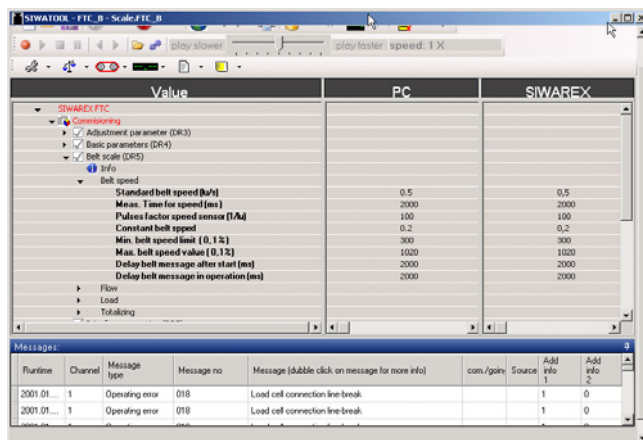 SIWATOOL - FTC_B - Scale.FTC_B
play slower play faster speed: 1 X
Value PC SIWAREX
SIWAREX FTC
Commisioning
Adjustment parameter (DR3)
Basic parameters (DR4)
Belt scale (DR5)
Info
Belt speed
Standard belt speed (lu/s) 0.5 0,5
Meas. Time for speed (ms) 2000 2000
Pulses factor speed sensor (1/lu) 100 100
Constant belt spped 0.2 0,2
Min. belt speed limit ( 0,1 %) 300 300
Max. belt speed value ( 0,1%) 1020 1020
Delay belt message after start (ms) 2000 2000
Delay belt message in operation (ms) 2000 2000
Flow
Load
Totalizing
Messages:
Runtime Channel Message type Message no Message (dubble click on message for more info) com./going Source Add info 1 Add info 2
2001.01.... 1 Operating error 018 Load cell connection line-break 1 0
2001.01.... 1 Operating error 018 Load cell connection line-break 1 0